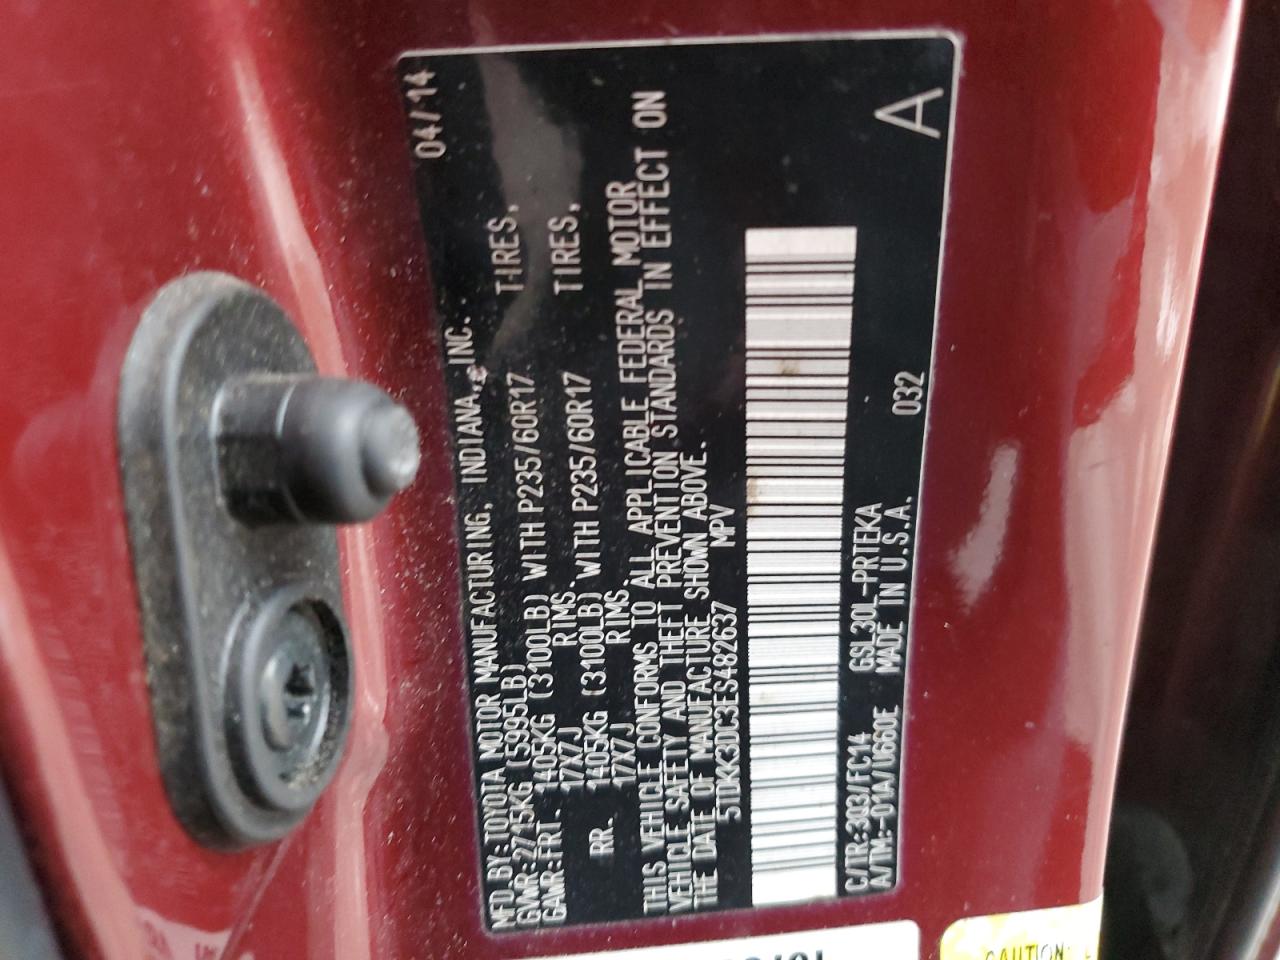 MFD.BY:TOYOTA MOTOR MANUFACTURING, INDIANA, INC. 04/14
GVWR:2715KG (5995LB)
GAWR:FRT. 1405KG (3100LB) WITH P235/60R17 TIRES,
17X7J RIMS.
RR. 1405KG (3100LB) WITH P235/60R17 TIRES,
17X7J RIMS.
THIS VEHICLE CONFORMS TO ALL APPLICABLE FEDERAL MOTOR
VEHICLE SAFETY AND THEFT PREVENTION STANDARDS IN EFFECT ON
THE DATE OF MANUFACTURE SHOWN ABOVE.
5TDKK3DC3ES482637 MPV
C/TR:3Q3/FC14 GSL30L-PRTEKA 032
A/TM:-01A/U660E MADE IN U.S.A.
A
CAUTION: